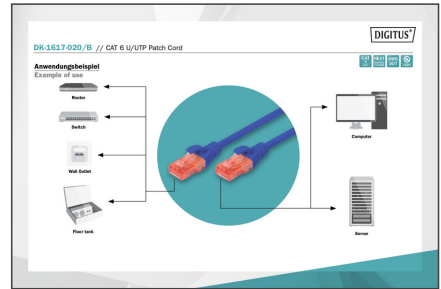 DIGITUS®
DK-1617-020/B // CAT 6 U/UTP Patch Cord
Anwendungsbeispiel
Example of use
Router
Switch
Wall Outlet
Floor tank
Computer
Server